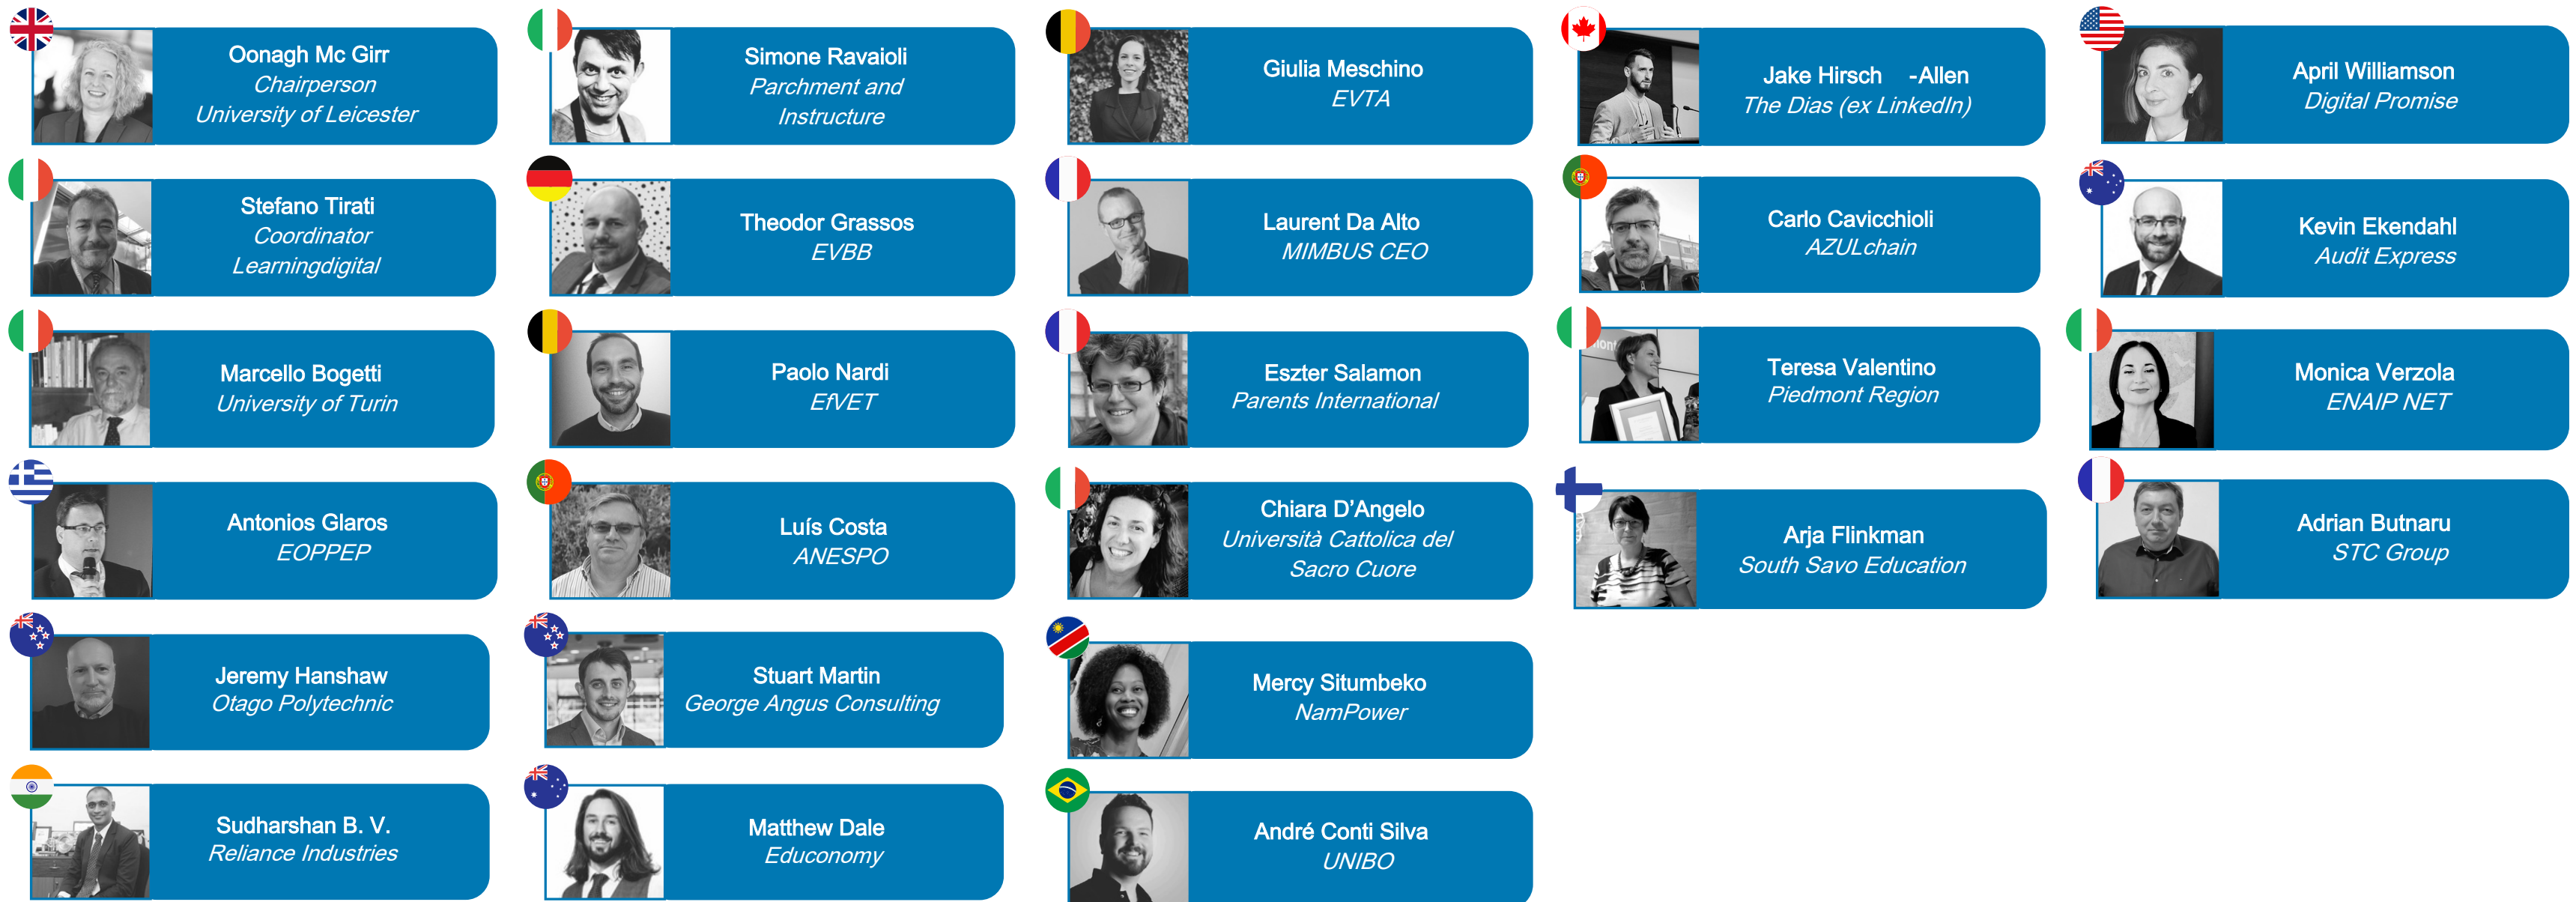 Oonagh Mc Girr
Chairperson
University of Leicester
Simone Ravaioli
Parchment and
Instructure
Giulia Meschino
EVTA
Jake Hirsch -Allen
The Dias (ex LinkedIn)
April Williamson
Digital Promise
Stefano Tirati
Coordinator
Learningdigital
Theodor Grassos
EVBB
Laurent Da Alto
MIMBUS CEO
Carlo Cavicchioli
AZULchain
Kevin Ekendahl
Audit Express
Marcello Bogetti
University of Turin
Paolo Nardi
EfVET
Eszter Salamon
Parents International
Teresa Valentino
Piedmont Region
Monica Verzola
ENAIP NET
Antonios Glaros
EOPPEP
Luís Costa
ANESPO
Chiara D'Angelo
Università Cattolica del
Sacro Cuore
Arja Flinkman
South Savo Education
Adrian Butnaru
STC Group
Jeremy Hanshaw
Otago Polytechnic
Stuart Martin
George Angus Consulting
Mercy Situmbeko
NamPower
Sudharshan B. V.
Reliance Industries
Matthew Dale
Educonomy
André Conti Silva
UNIBO